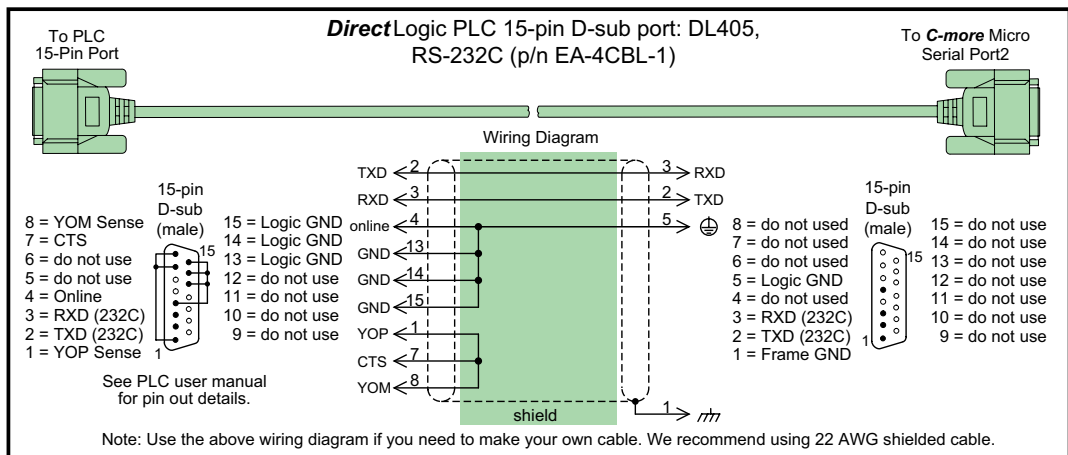 DirectLogic PLC 15-pin D-sub port: DL405,
RS-232C (p/n EA-4CBL-1)
To PLC
15-Pin Port
To C-more Micro
Serial Port2
Wiring Diagram
15-pin
D-sub
(male)
8 = YOM Sense
7 = CTS
6 = do not use
5 = do not use
4 = Online
3 = RXD (232C)
2 = TXD (232C)
1 = YOP Sense
15
1
15 = Logic GND
14 = Logic GND
13 = Logic GND
12 = do not use
11 = do not use
10 = do not use
9 = do not use
See PLC user manual
for pin out details.
TXD 2 3 RXD
RXD 3 2 TXD
online 4 5
GND 13
GND 14
GND 15
YOP 1
CTS 7
YOM 8
shield
1
8 = do not used
7 = do not used
6 = do not used
5 = Logic GND
4 = do not used
3 = RXD (232C)
2 = TXD (232C)
1 = Frame GND
15-pin
D-sub
(male)
15
1
15 = do not use
14 = do not use
13 = do not use
12 = do not use
11 = do not use
10 = do not use
9 = do not use
Note: Use the above wiring diagram if you need to make your own cable. We recommend using 22 AWG shielded cable.